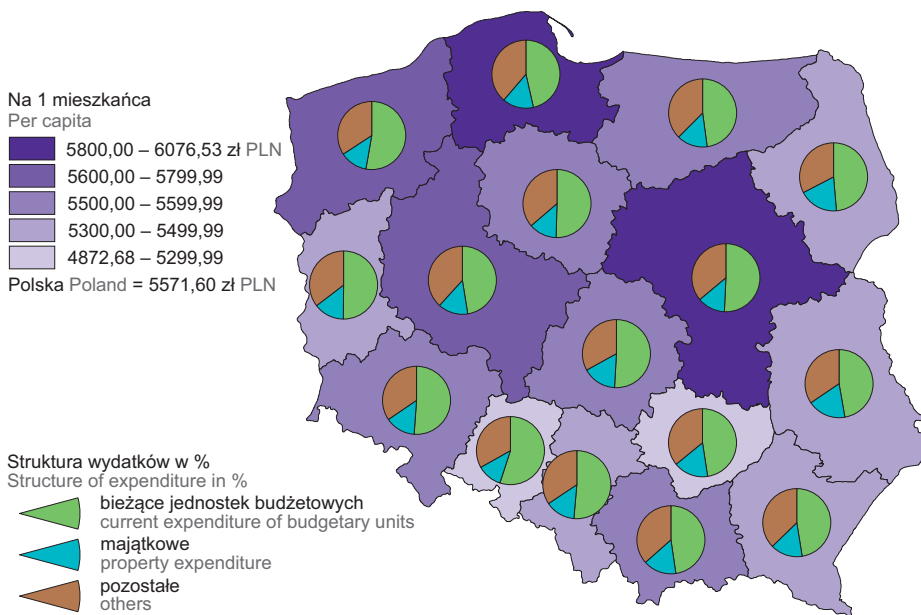 Na 1 mieszkańca
Per capita
5800,00 – 6076,53 zł PLN
5600,00 – 5799,99
5500,00 – 5599,99
5300,00 – 5499,99
4872,68 – 5299,99
Polska Poland = 5571,60 zł PLN
Struktura wydatków w %
Structure of expenditure in %
bieżące jednostek budżetowych
current expenditure of budgetary units
majątkowe
property expenditure
pozostałe
others